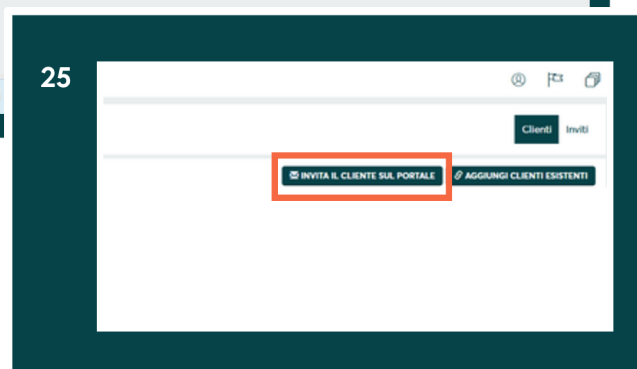 25
Clienti Inviti
INVITA IL CLIENTE SUL PORTALE AGGIUNGI CLIENTI ESISTENTI